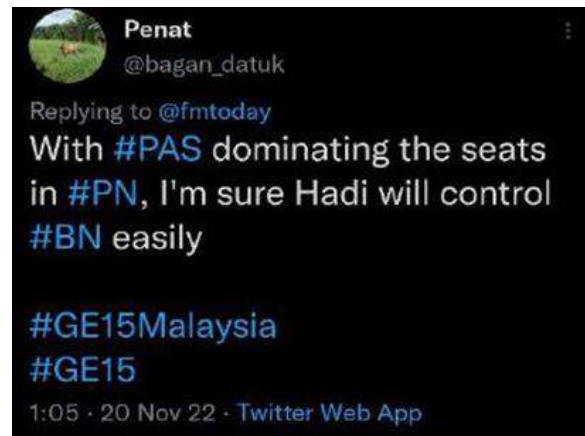 Penat
@bagan_datuk
Replying to @fmtoday
With #PAS dominating the seats
in #PN, I'm sure Hadi will control
#BN easily
#GE15Malaysia
#GE15
1:05 · 20 Nov 22 · Twitter Web App